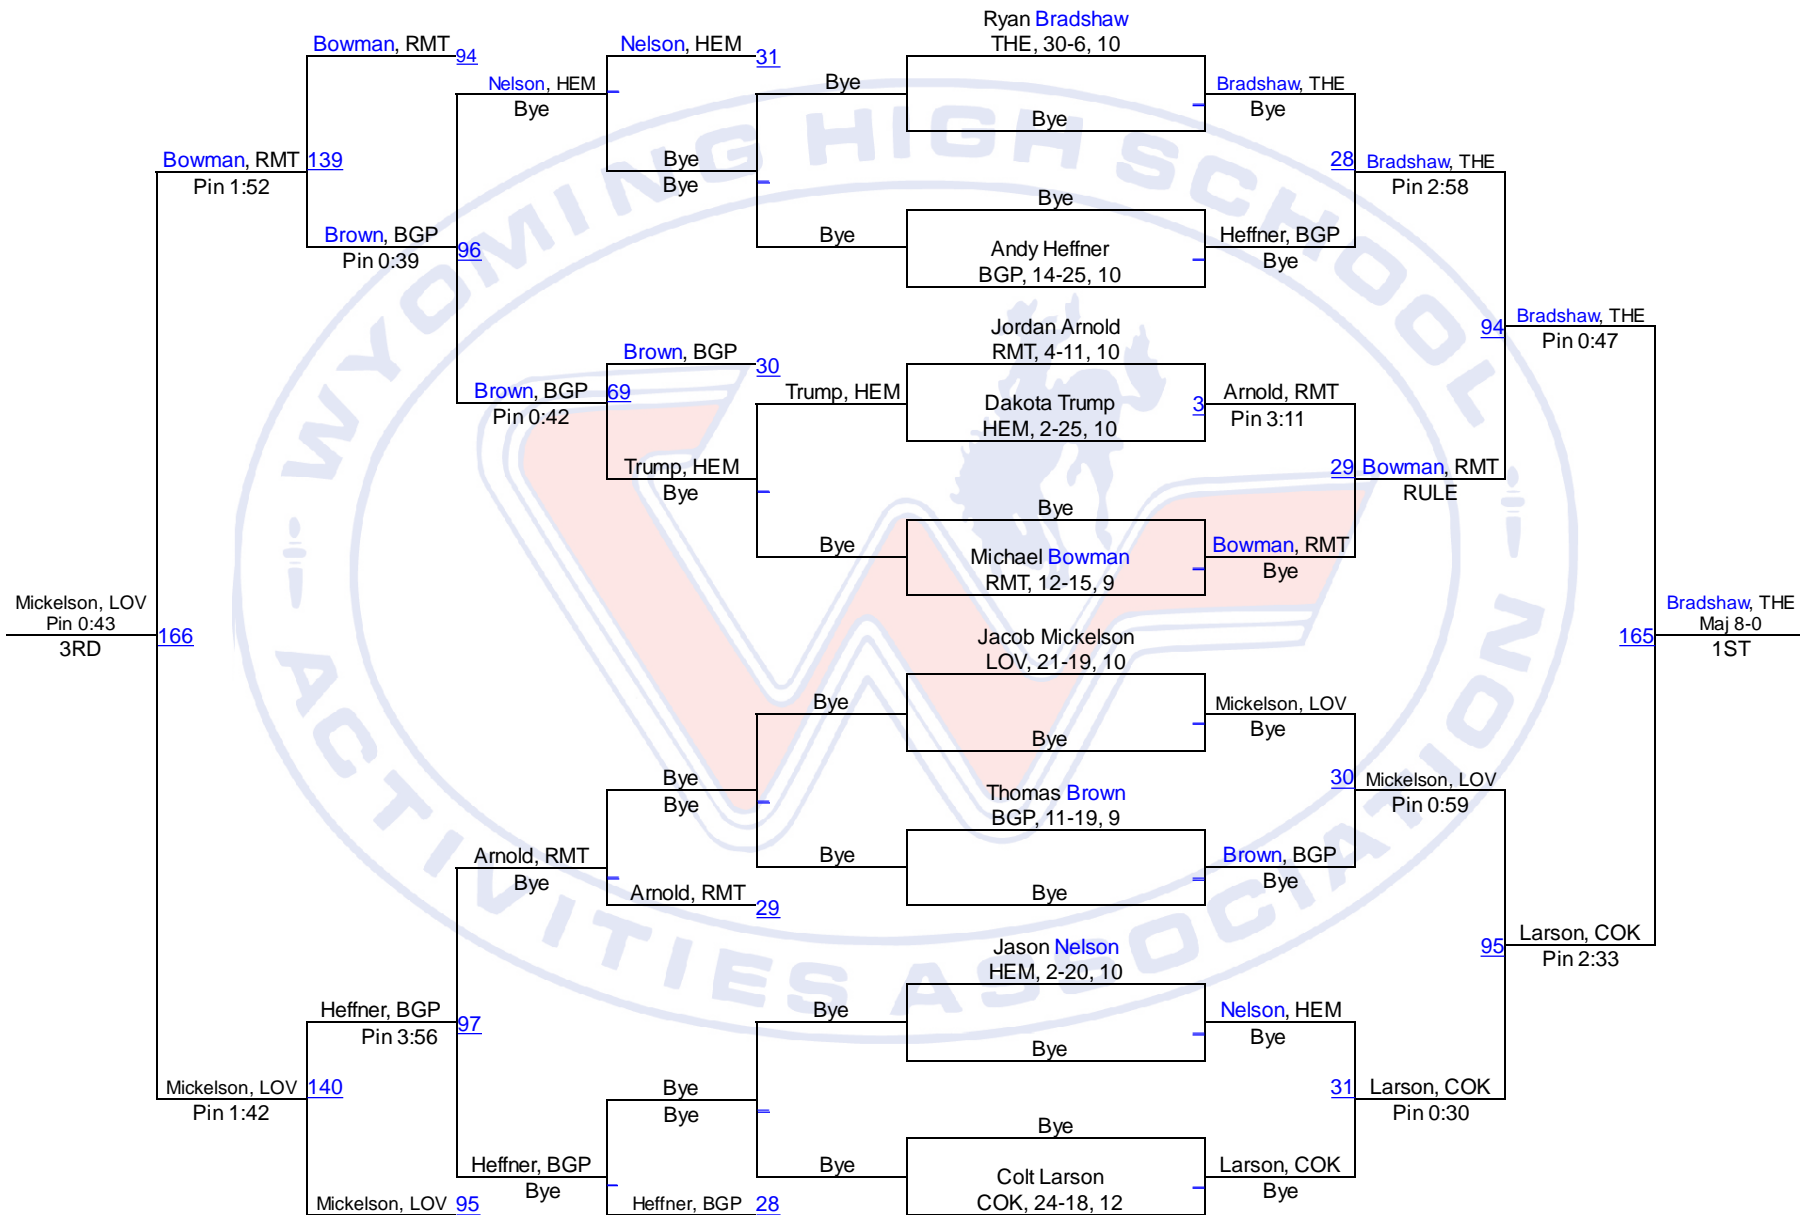 Ryan Bradshaw
THE, 30-6, 10
Bye
Bye
Andy Heffner
BGP, 14-25, 10
Jordan Arnold
RMT, 4-11, 10
Dakota Trump
HEM, 2-25, 10
3
Bye
Michael Bowman
RMT, 12-15, 9
Jacob Mickelson
LOV, 21-19, 10
Bye
Thomas Brown
BGP, 11-19, 9
Bye
Jason Nelson
HEM, 2-20, 10
Bye
Bye
Colt Larson
COK, 24-18, 12
Bradshaw, THE
Bye
28
Heffner, BGP
Bye
Arnold, RMT
Pin 3:11
29
Bowman, RMT
Bye
Mickelson, LOV
Bye
30
Brown, BGP
Bye
Nelson, HEM
Bye
31
Larson, COK
Bye
Bradshaw, THE
Pin 2:58
94
Bowman, RMT
RULE
Mickelson, LOV
Pin 0:59
95
Larson, COK
Pin 0:30
Bradshaw, THE
Pin 0:47
165
Larson, COK
Pin 2:33
Bradshaw, THE
Maj 8-0
1ST
Bye
Bye
Trump, HEM
Bye
Bye
Bye
Bye
Bye
Nelson, HEM
31
Bye
Bye
Brown, BGP
30
Trump, HEM
Bye
Bye
Bye
Arnold, RMT
29
Bye
Bye
Heffner, BGP
28
Nelson, HEM
Bye
Brown, BGP
69
Pin 0:42
Arnold, RMT
Bye
Heffner, BGP
Bye
Bowman, RMT
94
Brown, BGP
96
Pin 0:39
Heffner, BGP
97
Pin 3:56
Mickelson, LOV
95
Bowman, RMT
139
Pin 1:52
Mickelson, LOV
140
Pin 1:42
Mickelson, LOV
Pin 0:43
166
3RD
WYOMING HIGH SCHOOL
ACTIVITIES ASSOCIATION